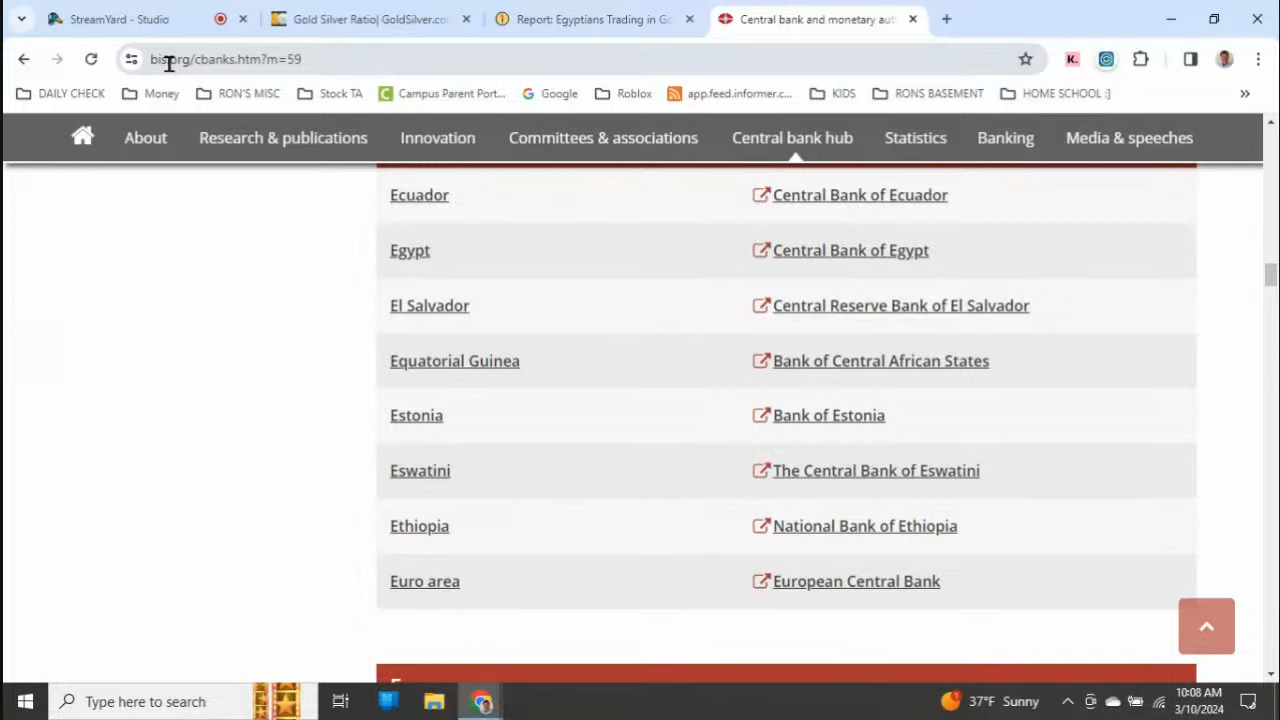 StreamYard - Studio
Gold Silver Ratio| GoldSilver.co
Report: Egyptians Trading in Go
Central bank and monetary aut
bis.org/cbanks.htm?m=59
K.
DAILY CHECK
Money
RON'S MISC
Stock TA
Campus Parent Port...
Google
Roblox
app.feed.informer.c...
KIDS
RONS BASEMENT
HOME SCHOOL :]
»
About
Research & publications
Innovation
Committees & associations
Central bank hub
Statistics
Banking
Media & speeches
Ecuador Central Bank of Ecuador
Egypt Central Bank of Egypt
El Salvador Central Reserve Bank of El Salvador
Equatorial Guinea Bank of Central African States
Estonia Bank of Estonia
Eswatini The Central Bank of Eswatini
Ethiopia National Bank of Ethiopia
Euro area European Central Bank
Type here to search
1
37°F Sunny
10:08 AM
3/10/2024